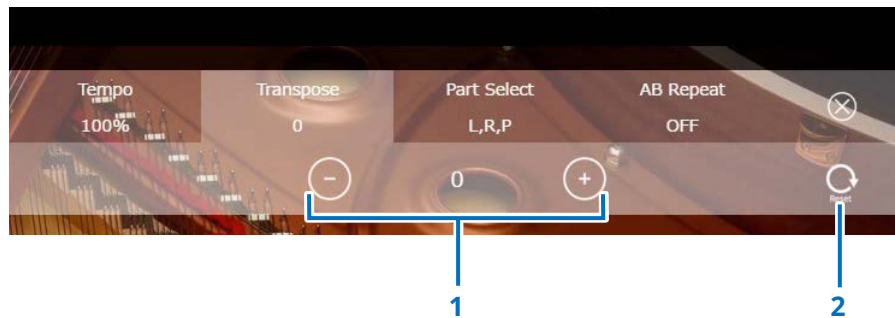 Tempo Transpose Part Select AB Repeat
100% 0 L,R,P OFF
- 0 +
Reset
1 2